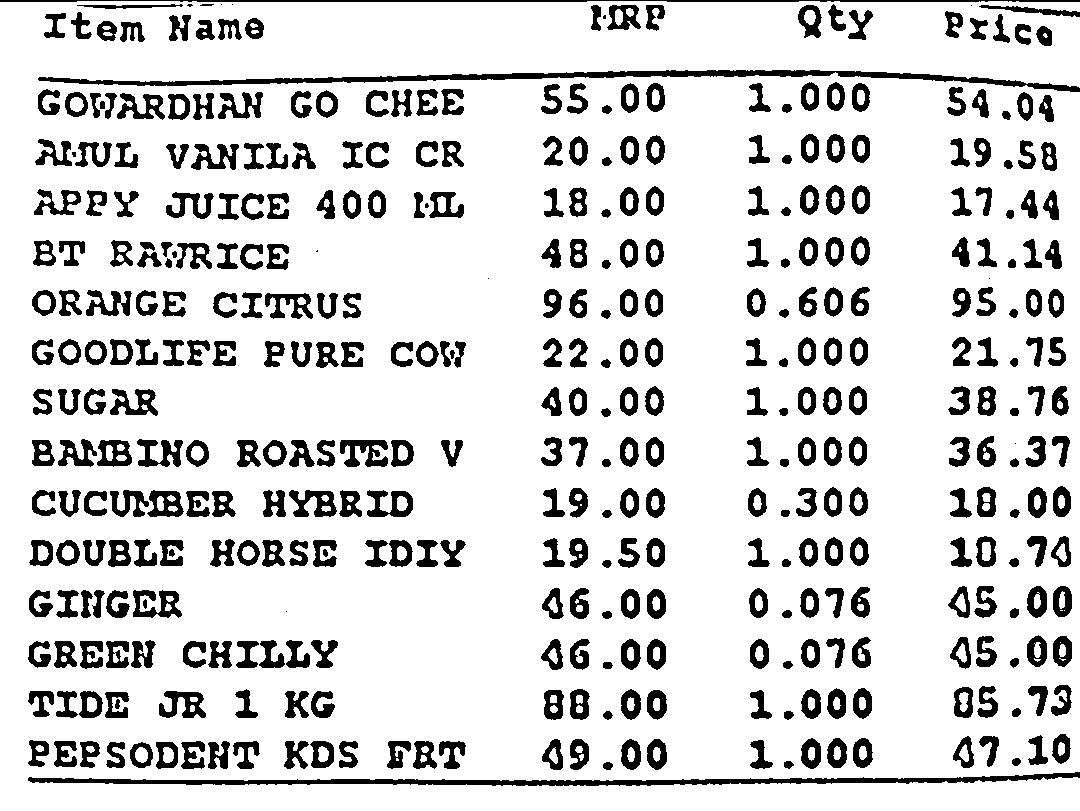 Item Name MRP Qty Price
GOWARDHAN GO CHEE 55.00 1.000 54.04
AMUL VANILA IC CR 20.00 1.000 19.58
APPY JUICE 400 ML 18.00 1.000 17.44
BT RAWRICE 48.00 1.000 41.14
ORANGE CITRUS 96.00 0.606 95.00
GOODLIFE PURE COW 22.00 1.000 21.75
SUGAR 40.00 1.000 38.76
BAMBINO ROASTED V 37.00 1.000 36.37
CUCUMBER HYBRID 19.00 0.300 18.00
DOUBLE HORSE IDIY 19.50 1.000 18.74
GINGER 46.00 0.076 45.00
GREEN CHILLY 46.00 0.076 45.00
TIDE JR 1 KG 88.00 1.000 85.73
PEPSODENT KDS FRT 49.00 1.000 47.10